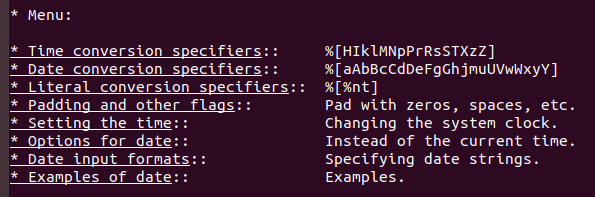 * Menu:
* Time conversion specifiers:: %[HIklMNpPrRsSTXzZ]
* Date conversion specifiers:: %[aAbBcCdDeFgGhjmuUVwWxyY]
* Literal conversion specifiers:: %[%nt]
* Padding and other flags:: Pad with zeros, spaces, etc.
* Setting the time:: Changing the system clock.
* Options for date:: Instead of the current time.
* Date input formats:: Specifying date strings.
* Examples of date:: Examples.